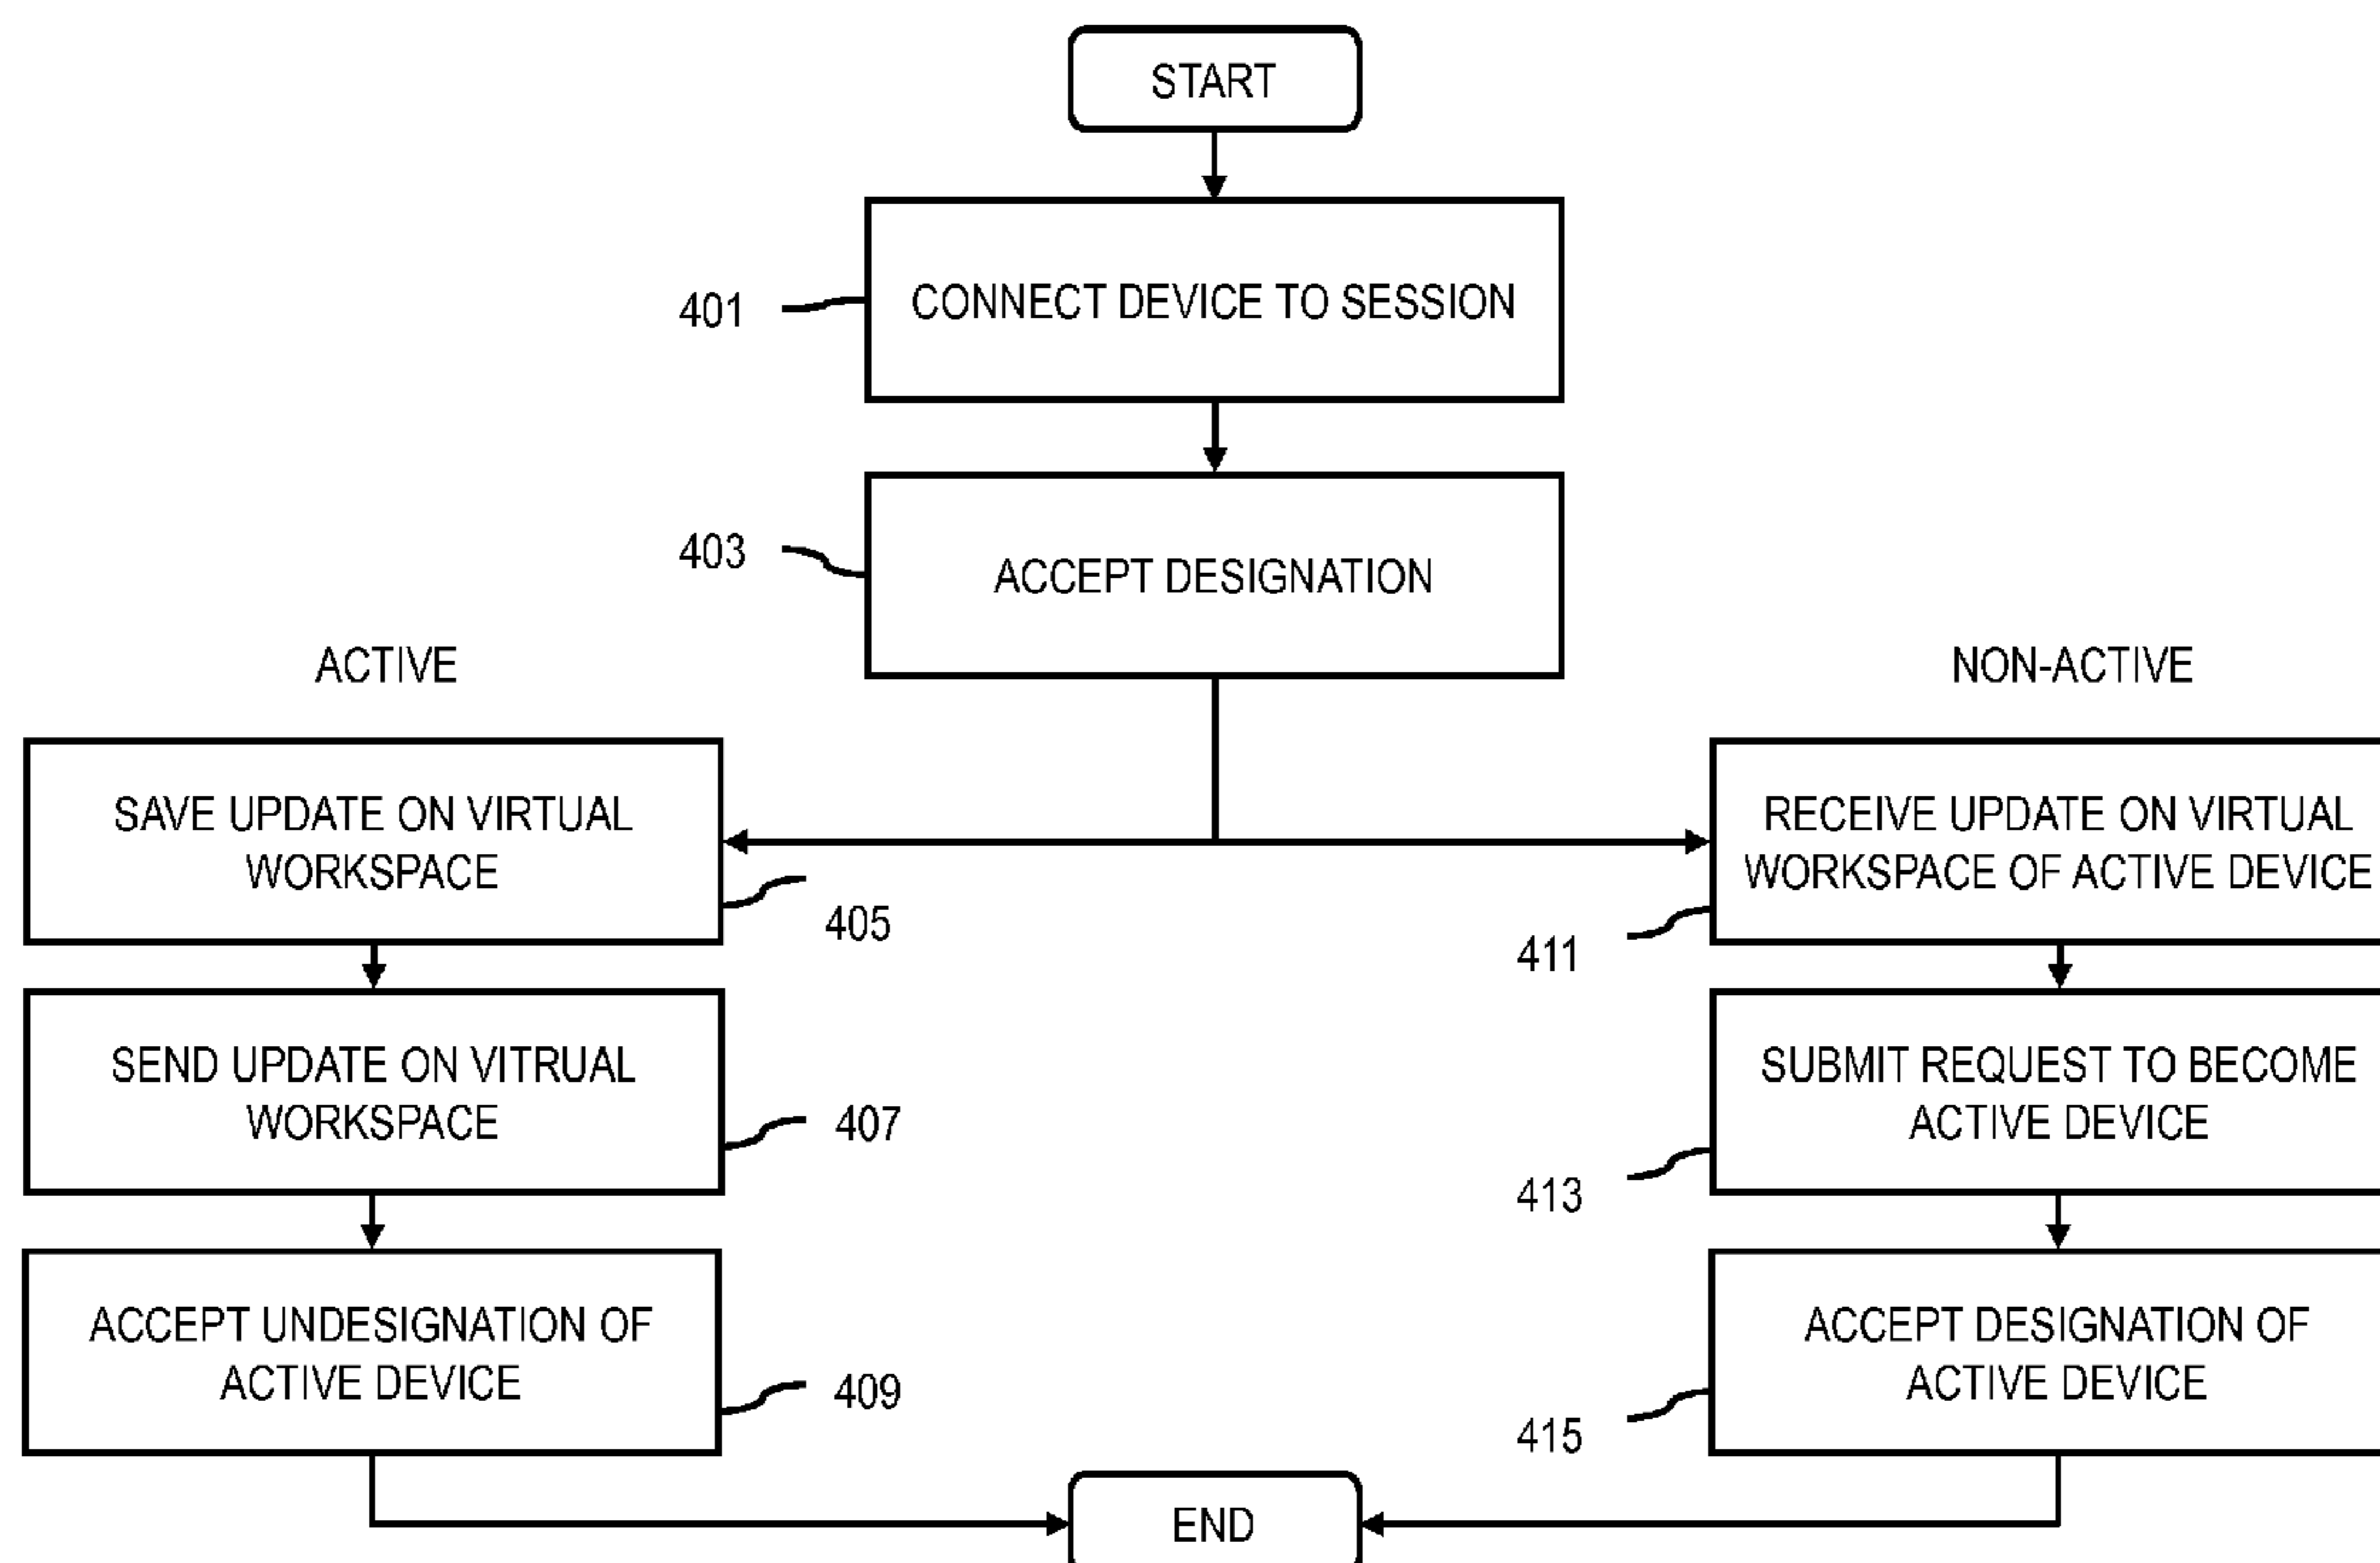 START
401
CONNECT DEVICE TO SESSION
403
ACCEPT DESIGNATION
ACTIVE
SAVE UPDATE ON VIRTUAL
WORKSPACE
405
SEND UPDATE ON VITRUAL
WORKSPACE
407
ACCEPT UNDESIGNATION OF
ACTIVE DEVICE
409
NON-ACTIVE
RECEIVE UPDATE ON VIRTUAL
WORKSPACE OF ACTIVE DEVICE
411
SUBMIT REQUEST TO BECOME
ACTIVE DEVICE
413
ACCEPT DESIGNATION OF
ACTIVE DEVICE
415
END